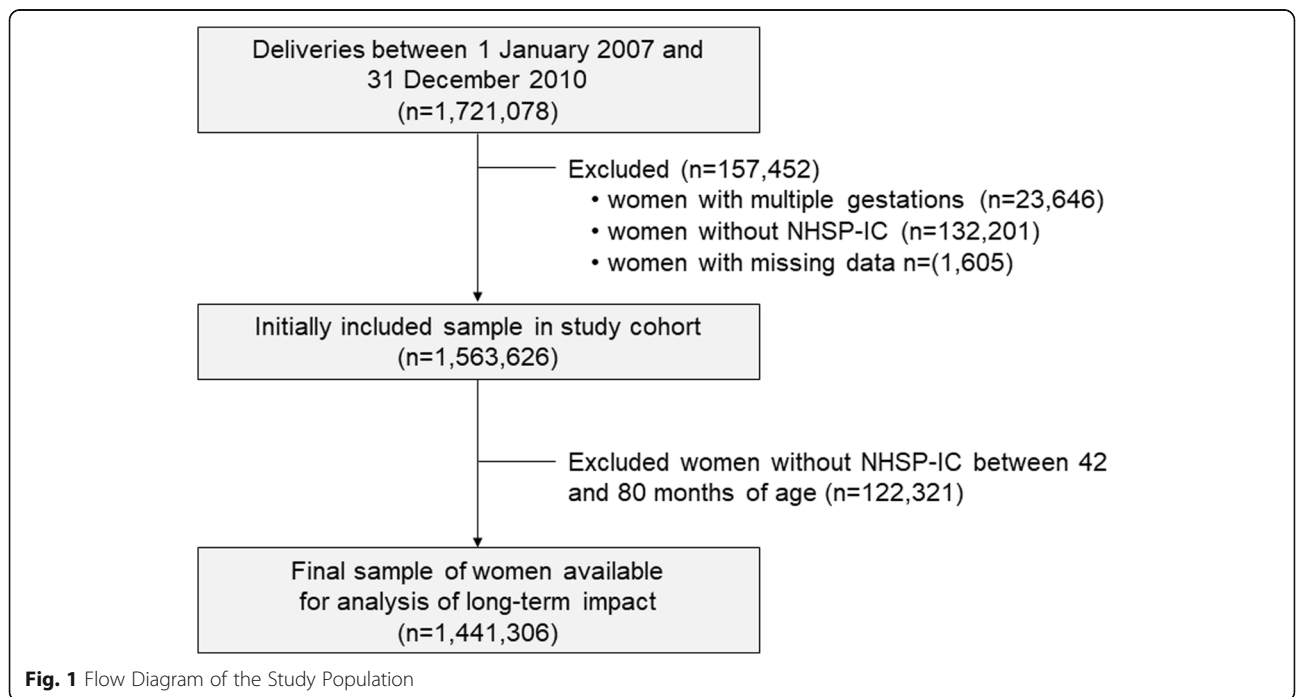 Deliveries between 1 January 2007 and
31 December 2010
(n=1,721,078)
Excluded (n=157,452)
• women with multiple gestations (n=23,646)
• women without NHSP-IC (n=132,201)
• women with missing data n=(1,605)
Initially included sample in study cohort
(n=1,563,626)
Excluded women without NHSP-IC between 42
and 80 months of age (n=122,321)
Final sample of women available
for analysis of long-term impact
(n=1,441,306)
Fig. 1 Flow Diagram of the Study Population